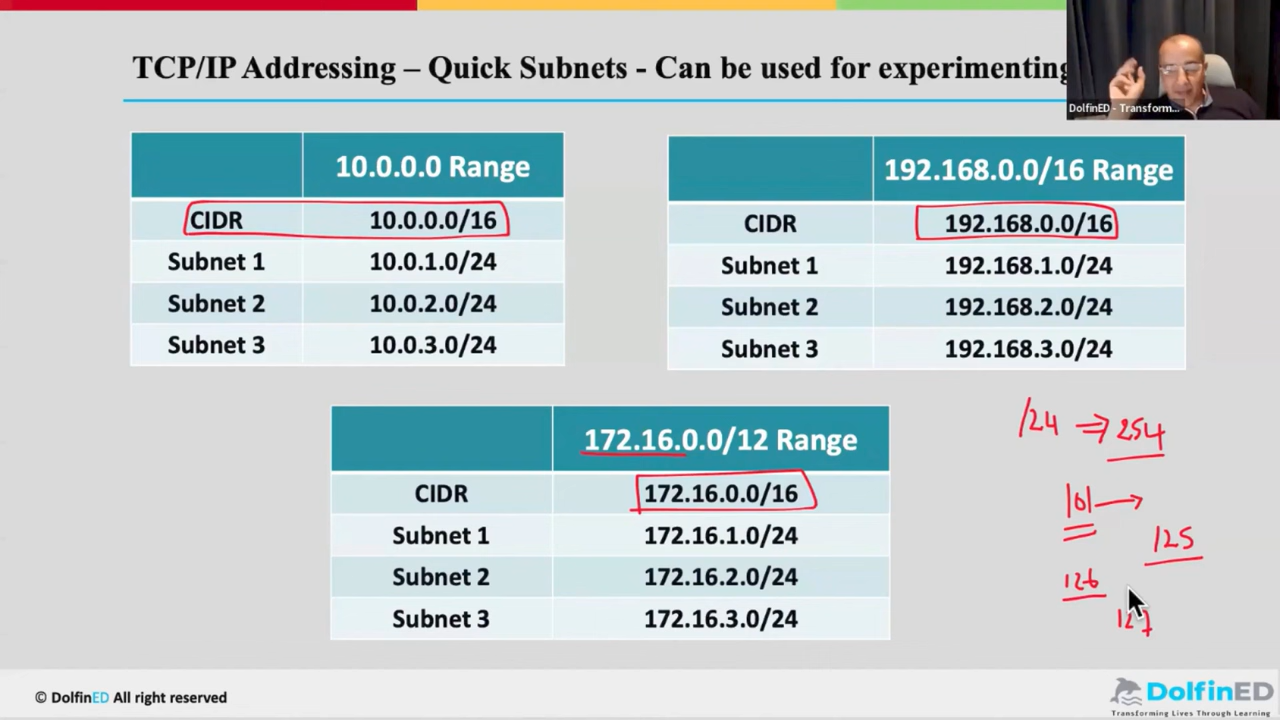 TCP/IP Addressing – Quick Subnets - Can be used for experimenting
DolfinED - Transform...
10.0.0.0 Range
CIDR 10.0.0.0/16
Subnet 1 10.0.1.0/24
Subnet 2 10.0.2.0/24
Subnet 3 10.0.3.0/24
192.168.0.0/16 Range
CIDR 192.168.0.0/16
Subnet 1 192.168.1.0/24
Subnet 2 192.168.2.0/24
Subnet 3 192.168.3.0/24
172.16.0.0/12 Range
CIDR 172.16.0.0/16
Subnet 1 172.16.1.0/24
Subnet 2 172.16.2.0/24
Subnet 3 172.16.3.0/24
/24 ⇒ 254
101 →
125
126
127
© DolfinED All right reserved
DolfinED
Transforming Lives Through Learning